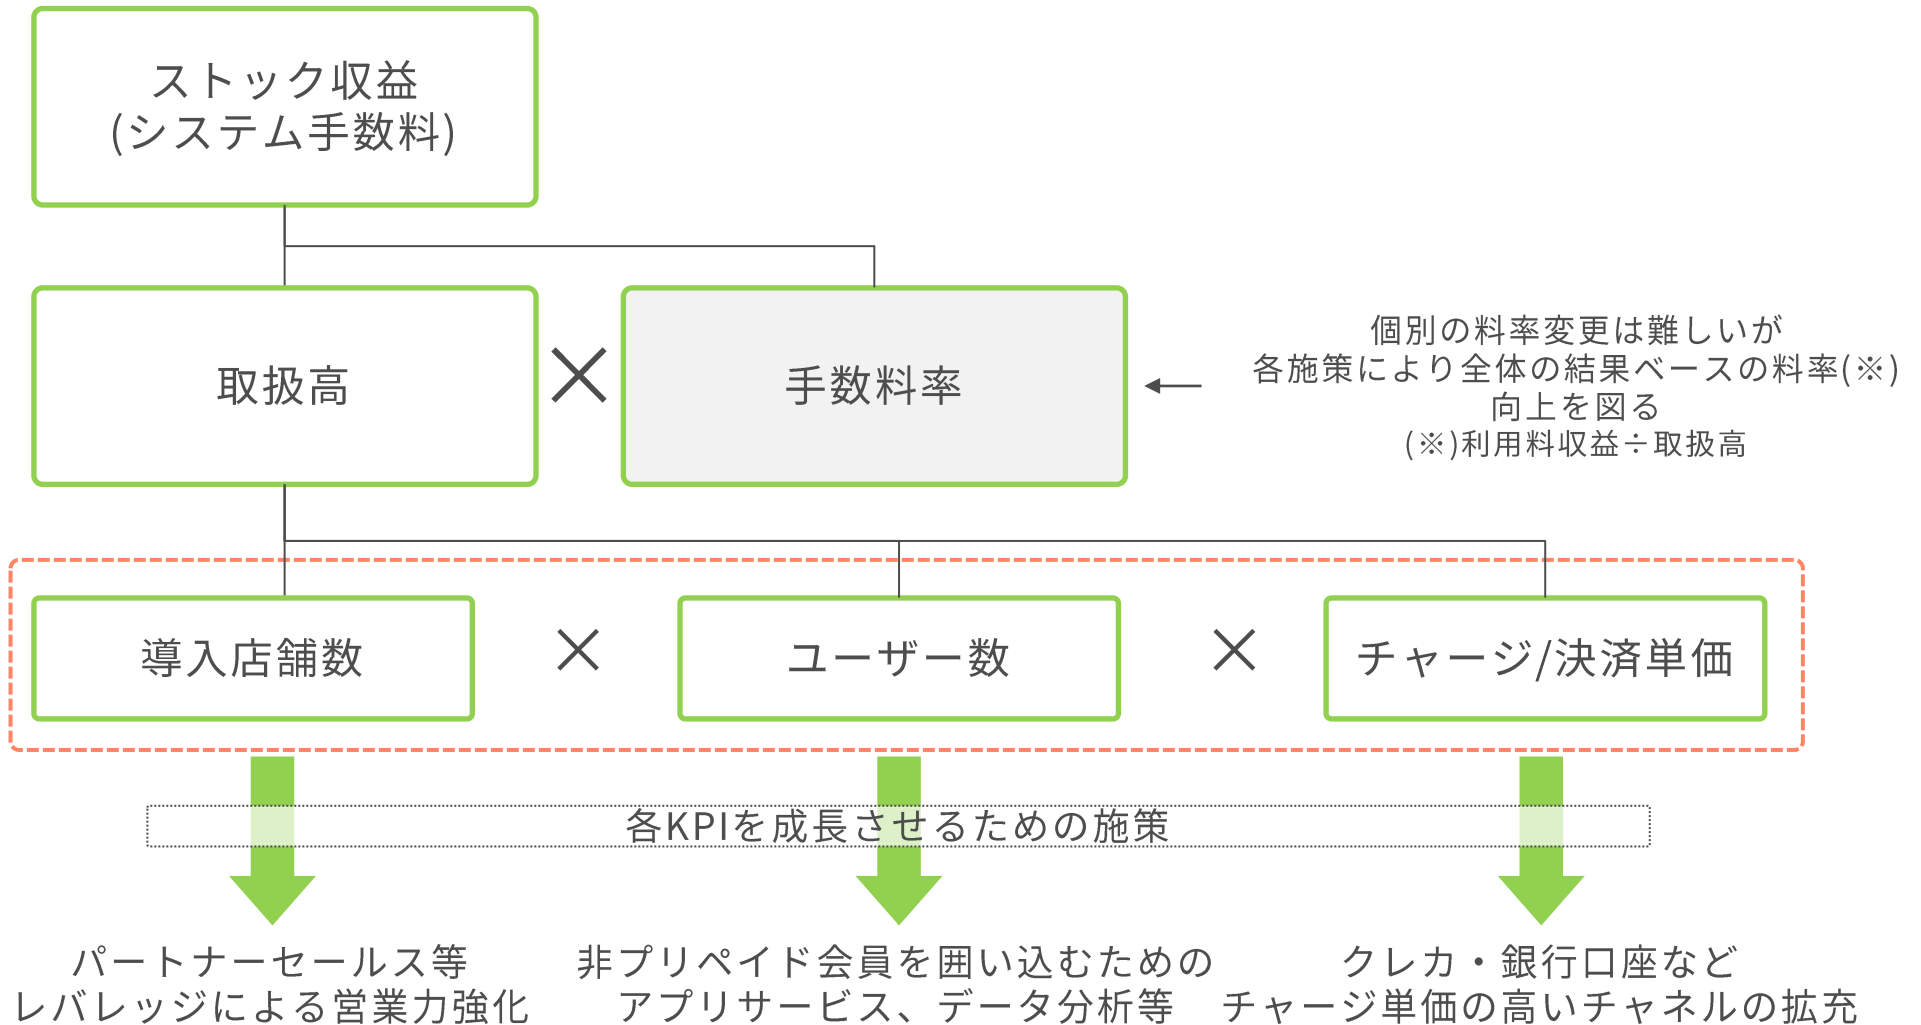 ストック収益
(システム手数料)
取扱高
×
手数料率
個別の料率変更は難しいが
各施策により全体の結果ベースの料率(※)
向上を図る
(※)利用料収益÷取扱高
導入店舗数
×
ユーザー数
×
チャージ/決済単価
各KPIを成長させるための施策
パートナーセールス等
レバレッジによる営業力強化
非プリペイド会員を囲い込むための
アプリサービス、データ分析等
クレカ・銀行口座など
チャージ単価の高いチャネルの拡充